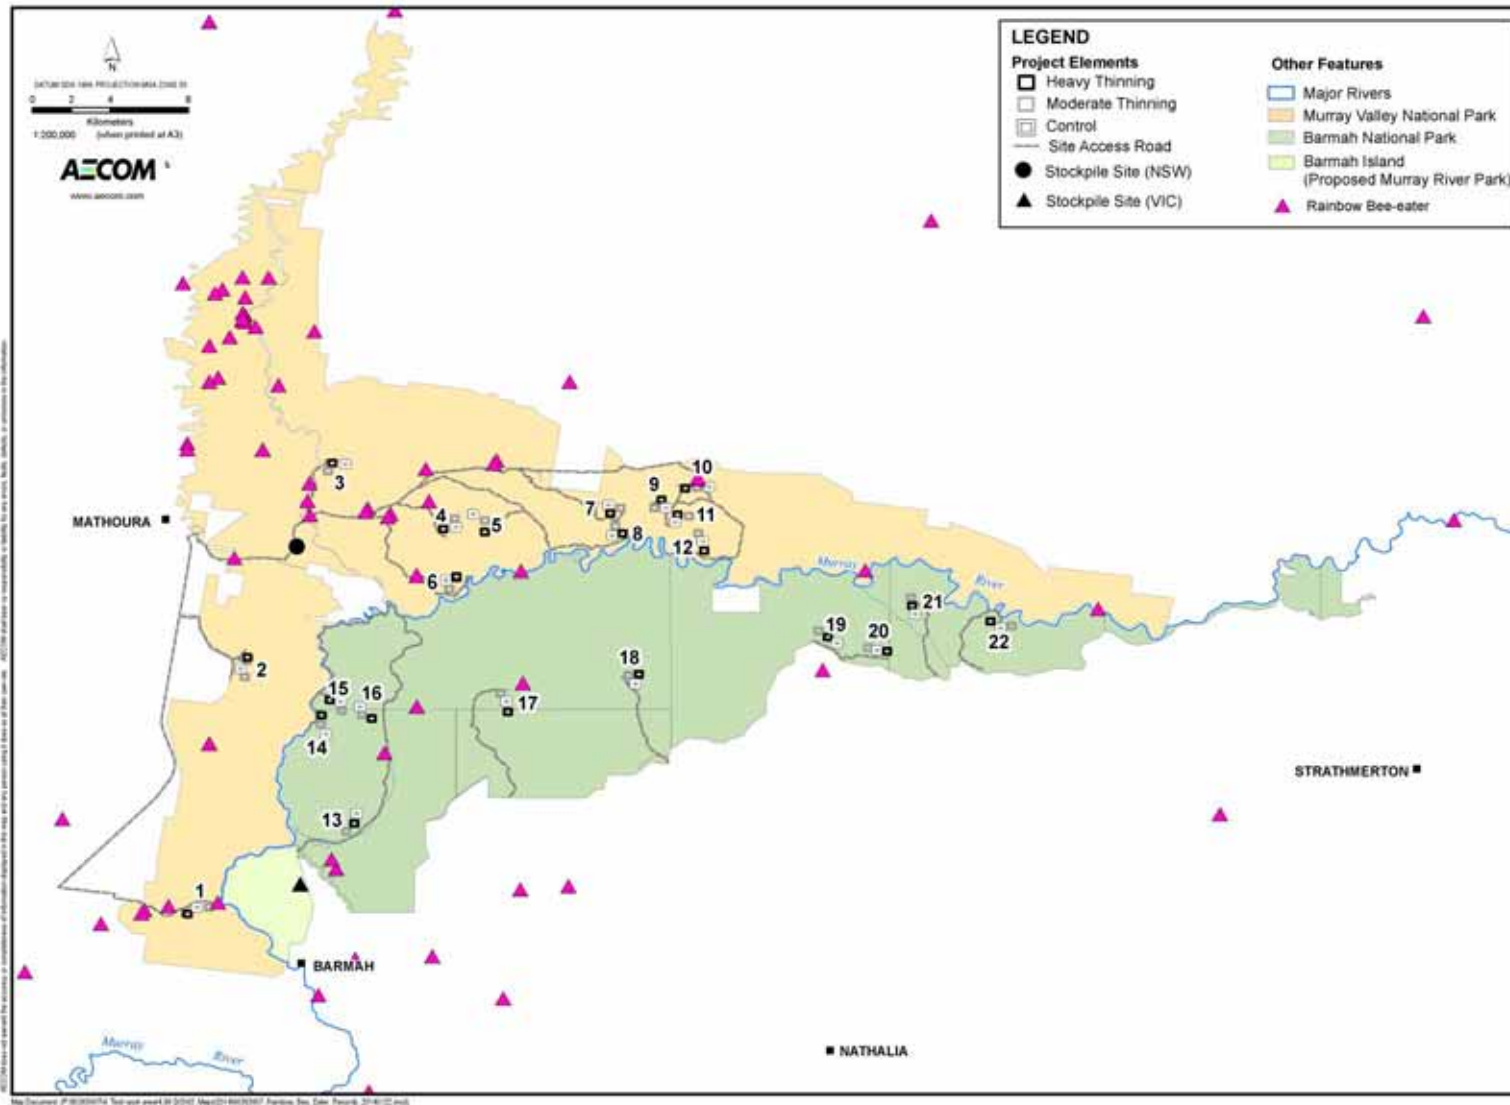 N
0 2 4 8
Kilometers
1:200,000 (when printed at A3)
AECOM
www.aecom.com
LEGEND
Project Elements
Heavy Thinning
Moderate Thinning
Control
Site Access Road
Stockpile Site (NSW)
Stockpile Site (VIC)
Other Features
Major Rivers
Murray Valley National Park
Barmah National Park
Barmah Island
(Proposed Murray River Park)
Rainbow Bee-eater
10
9
3
7
11
MATHOURA
4
5
8
12
6
Murray
River
21
19
20
22
2
18
15
16
17
14
STRATHMERTON
13
1
BARMAH
Murray
River
NATHALIA